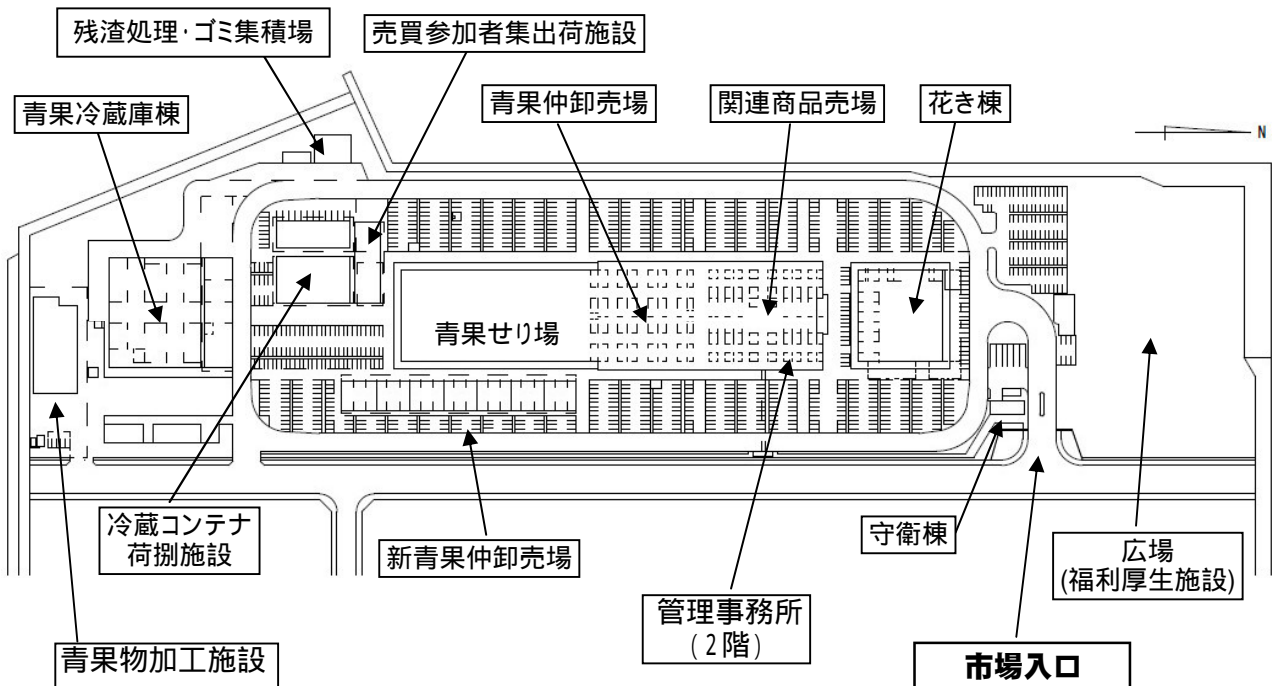 残渣処理・ゴミ集積場
売買参加者集出荷施設
青果冷蔵庫棟
青果仲卸売場
関連商品売場
花き棟
N
青果せり場
冷蔵コンテナ
荷捌施設
新青果仲卸売場
守衛棟
広場
(福利厚生施設)
管理事務所
(2階)
青果物加工施設
市場入口